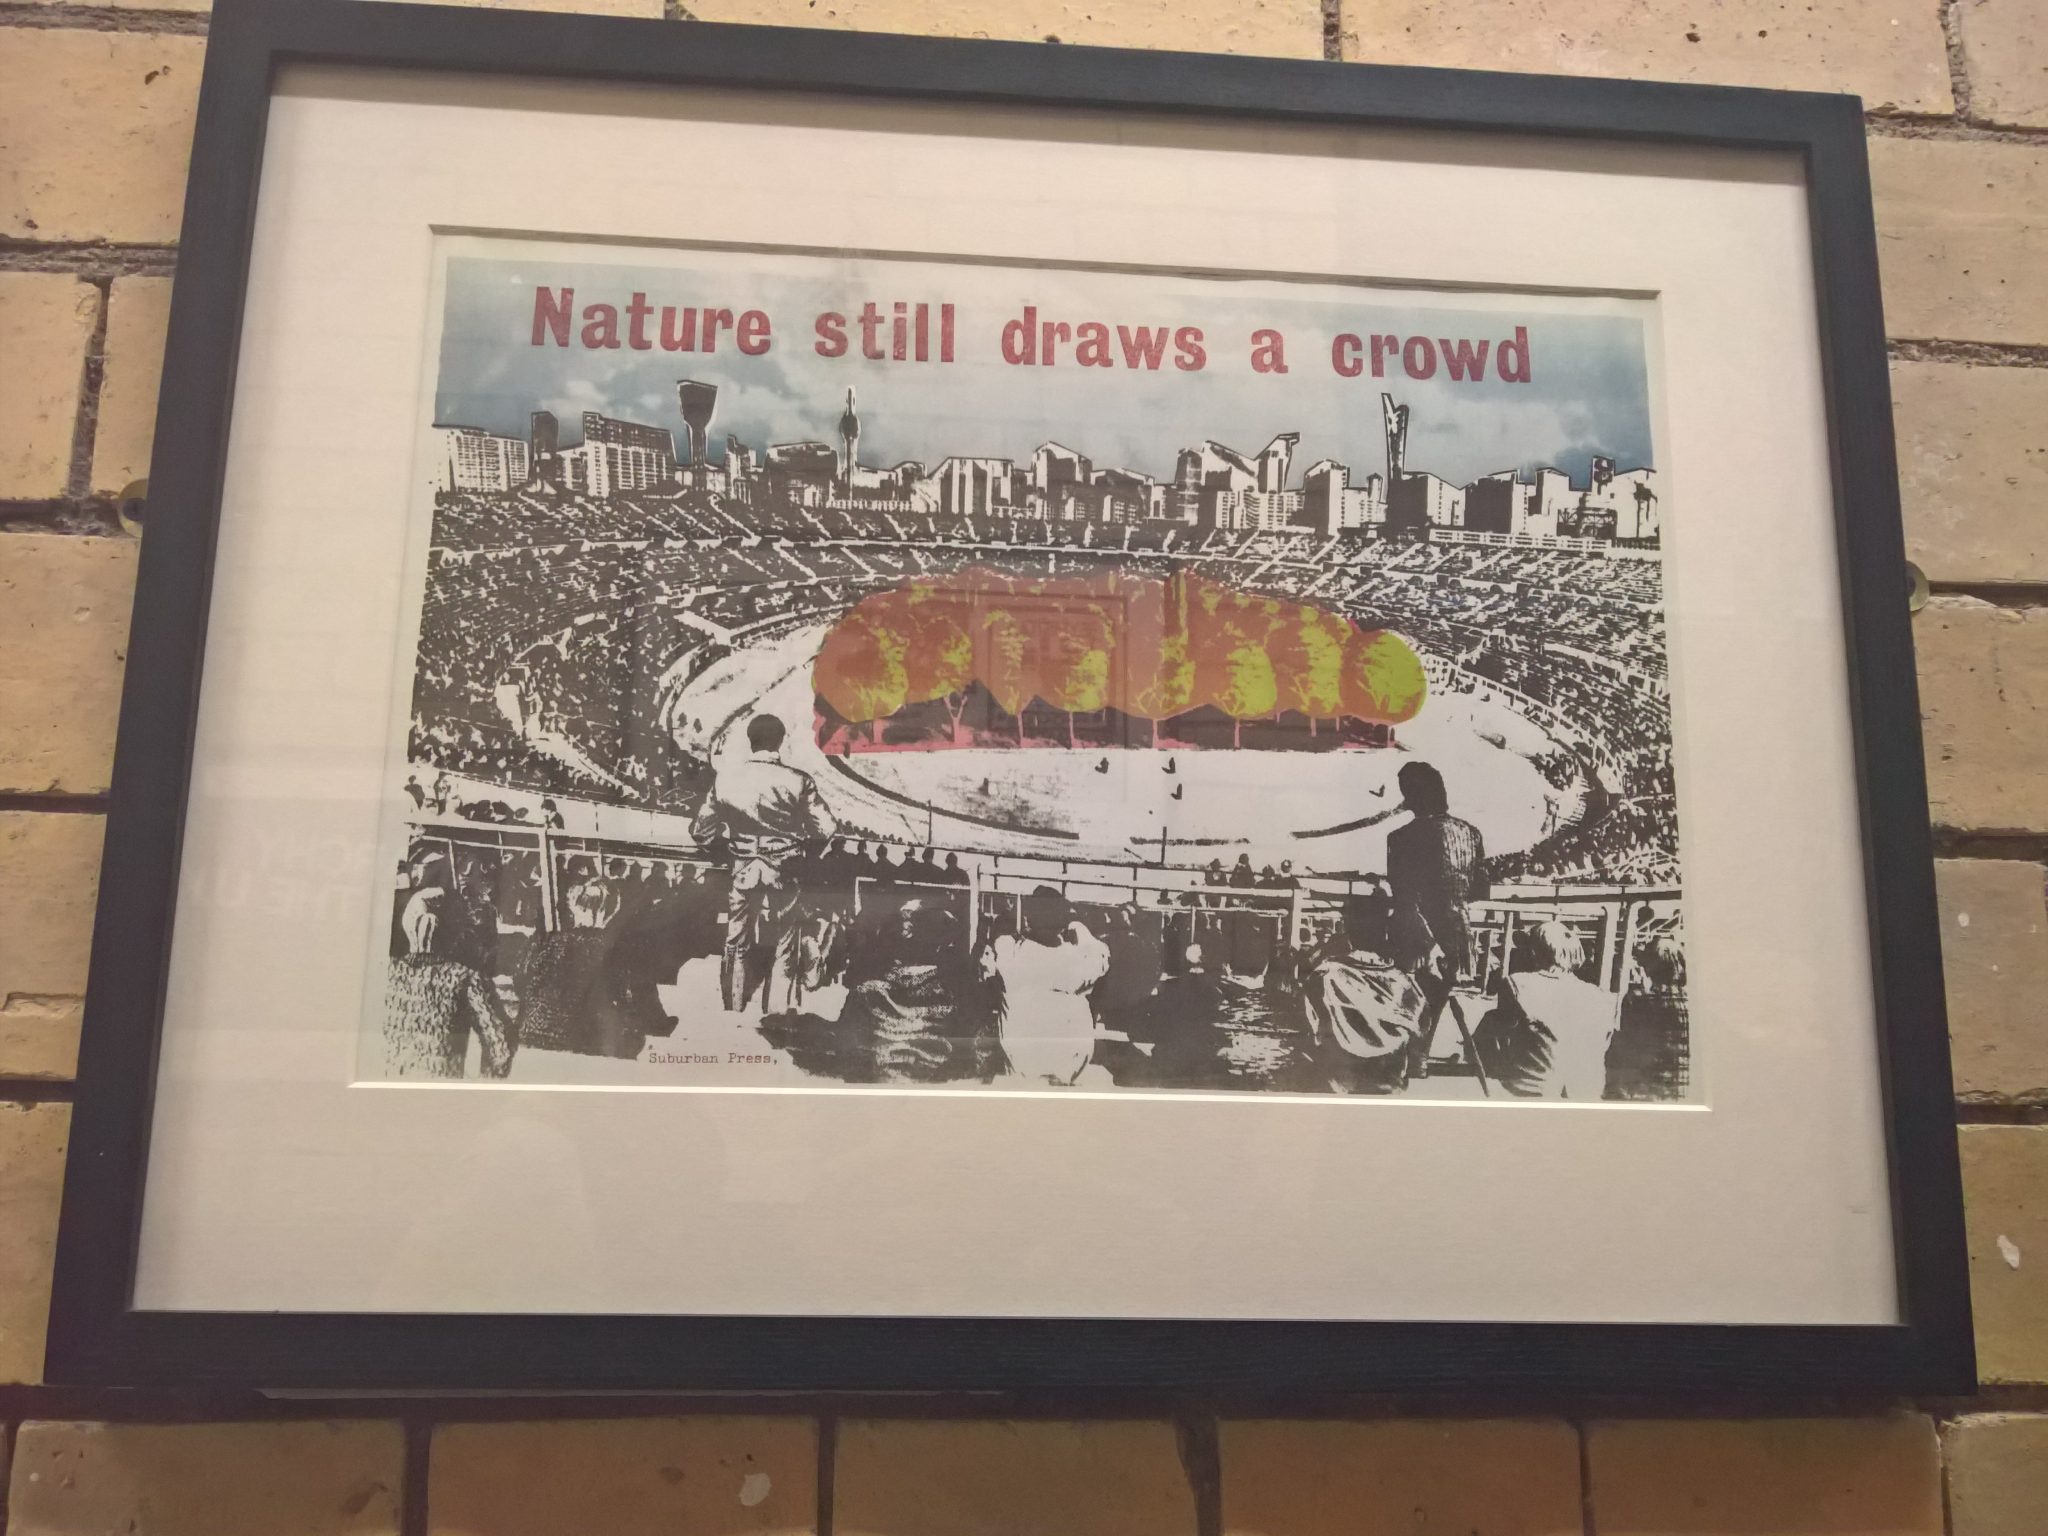 Nature still draws a crowd
Suburban Press,